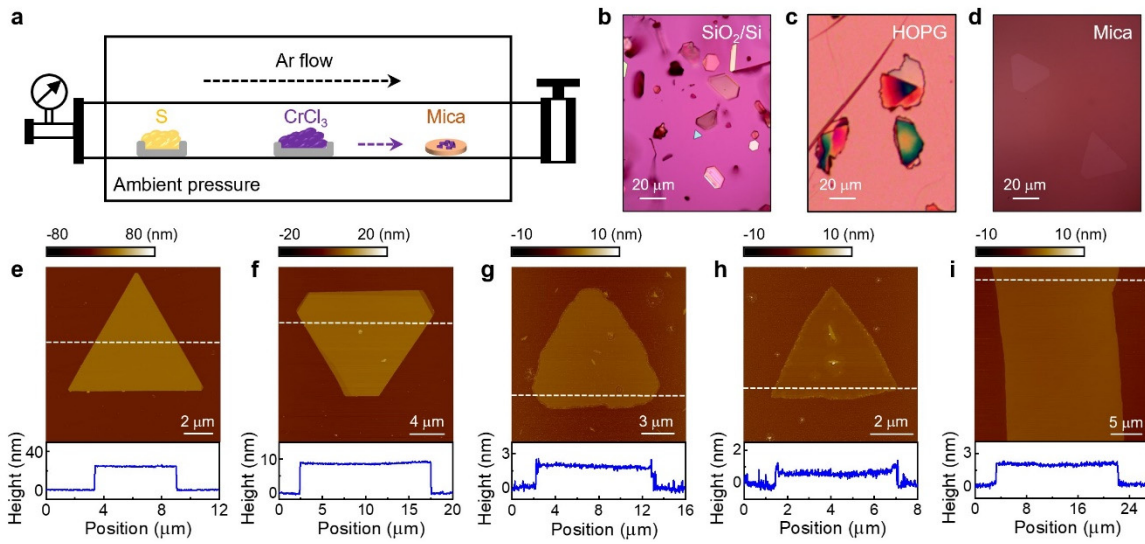 a
Ar flow
S
CrCl₃
Mica
Ambient pressure
b
SiO₂/Si
20 μm
c
HOPG
20 μm
d
Mica
20 μm
-80 80 (nm)
e
2 μm
Height (nm)
40
0
0 4 8 12
Position (μm)
-20 20 (nm)
f
4 μm
Height (nm)
10
0
0 5 10 15 20
Position (μm)
-10 10 (nm)
g
3 μm
Height (nm)
3
0
0 4 8 12 16
Position (μm)
-10 10 (nm)
h
2 μm
Height (nm)
2
1
0
0 2 4 6 8
Position (μm)
-10 10 (nm)
i
5 μm
Height (nm)
3
0
0 8 16 24
Position (μm)